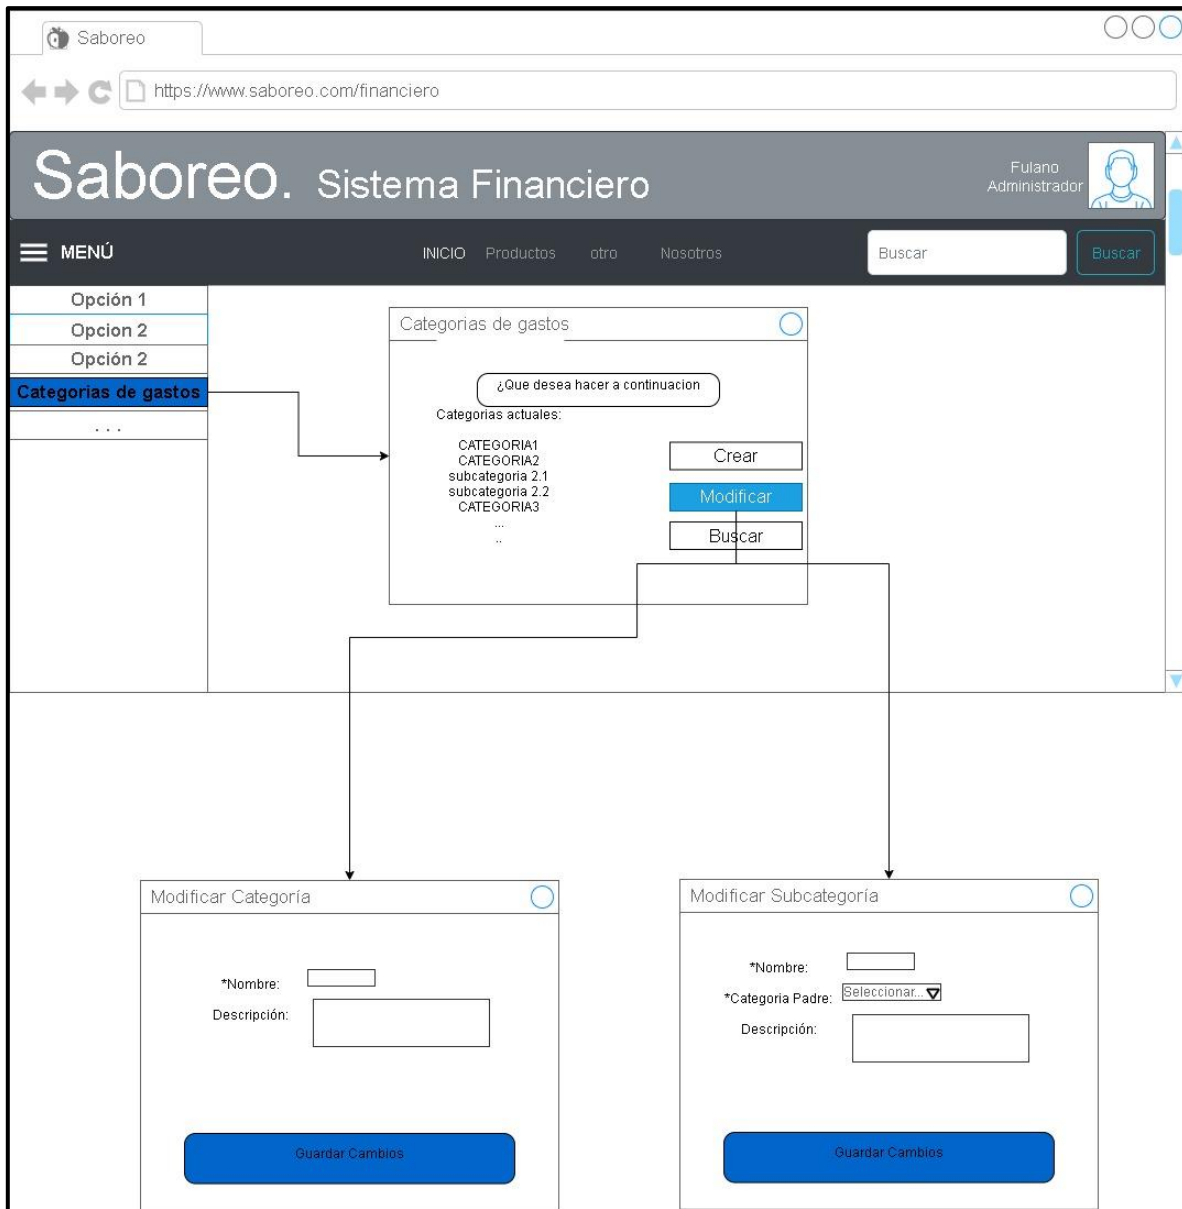 Saboreo
https://www.saboreo.com/financiero
Saboreo. Sistema Financiero
Fulano
Administrador
MENÚ
INICIO Productos otro Nosotros
Buscar
Buscar
Opción 1
Opcion 2
Opción 2
Categorias de gastos
. . .
Categorias de gastos
¿Que desea hacer a continuacion
Categorias actuales:
CATEGORIA1
CATEGORIA2
subcategoria 2.1
subcategoria 2.2
CATEGORIA3
...
..
Crear
Modificar
Buscar
Modificar Categoría
*Nombre:
Descripción:
Guardar Cambios
Modificar Subcategoría
*Nombre:
*Categoria Padre: Seleccionar...
Descripción:
Guardar Cambios